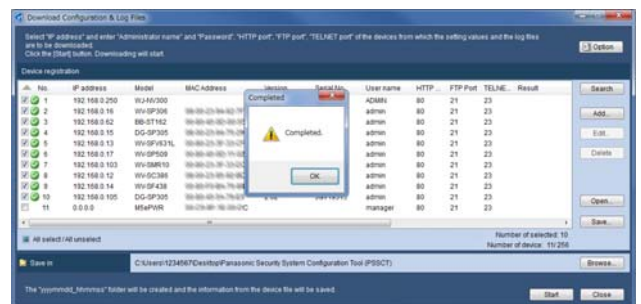 Download Configuration & Log Files
Select "IP address" and enter "Administrator name" and "Password". "HTTP port", "FTP port", "TELNET port" of the devices from which the setting values and the log files
are to be downloaded.
Click the [Start] button. Downloading will start.
Option
Device registration
No. IP address Model MAC Address Version Serial No. User name HTTP ... FTP Port TELNE... Result
1 192.168.0.250 WJ-NV300 ADMIN 80 21 23
2 192.168.0.16 WV-SP306 admin 80 21 23
3 192.168.0.62 BB-ST162 admin 80 21 23
4 192.168.0.15 DG-SP305 admin 80 21 23
5 192.168.0.13 WV-SFV631L admin 80 21 23
6 192.168.0.17 WV-SP509 admin 80 21 23
7 192.168.0.103 WV-SMR10 admin 80 21 23
8 192.168.0.12 WV-SC386 admin 80 21 23
9 192.168.0.14 WV-SF438 admin 80 21 23
10 192.168.0.105 DG-SP305 admin 80 21 23
11 0.0.0.0 MSePWR manager 80 21 23
Completed
Completed.
OK
Search
Add...
Edit...
Delete
Open...
Save...
All select / All unselect
Number of selected: 10
Number of device: 11/256
Save in C:\Users\1234567\Desktop\Panasonic Security System Configuration Tool (PSSCT)\ Browse...
The "yyyymmdd_hhmmss" folder will be created and the information from the device file will be saved.
Start Close